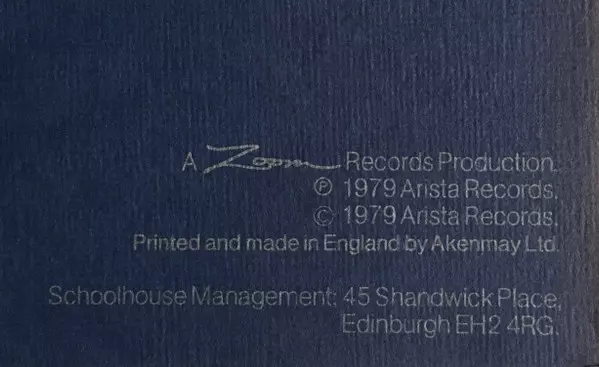 A Zoom Records Production.
℗ 1979 Arista Records.
© 1979 Arista Records.
Printed and made in England by Akenmay Ltd.
Schoolhouse Management: 45 Shandwick Place,
Edinburgh EH2 4RG.